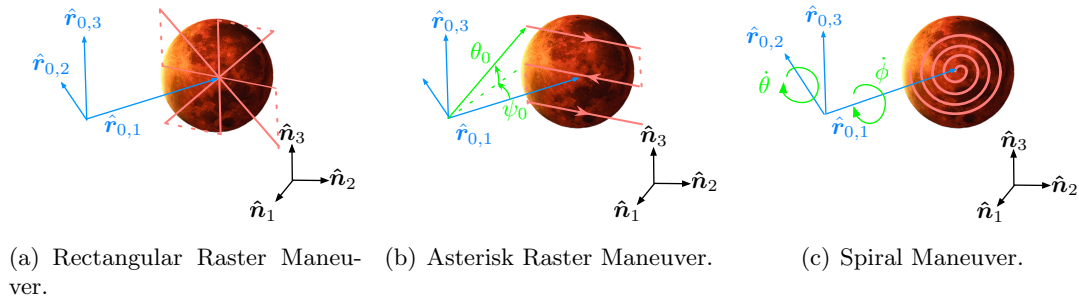 r̂₀,₃
r̂₀,₂
r̂₀,₁
n̂₃
n̂₂
n̂₁
(a) Rectangular Raster Maneu-
ver.
r̂₀,₃
θ₀
ψ₀
r̂₀,₁
n̂₃
n̂₂
n̂₁
(b) Asterisk Raster Maneuver.
r̂₀,₃
r̂₀,₂
θ̇
ϕ̇
r̂₀,₁
n̂₃
n̂₂
n̂₁
(c) Spiral Maneuver.